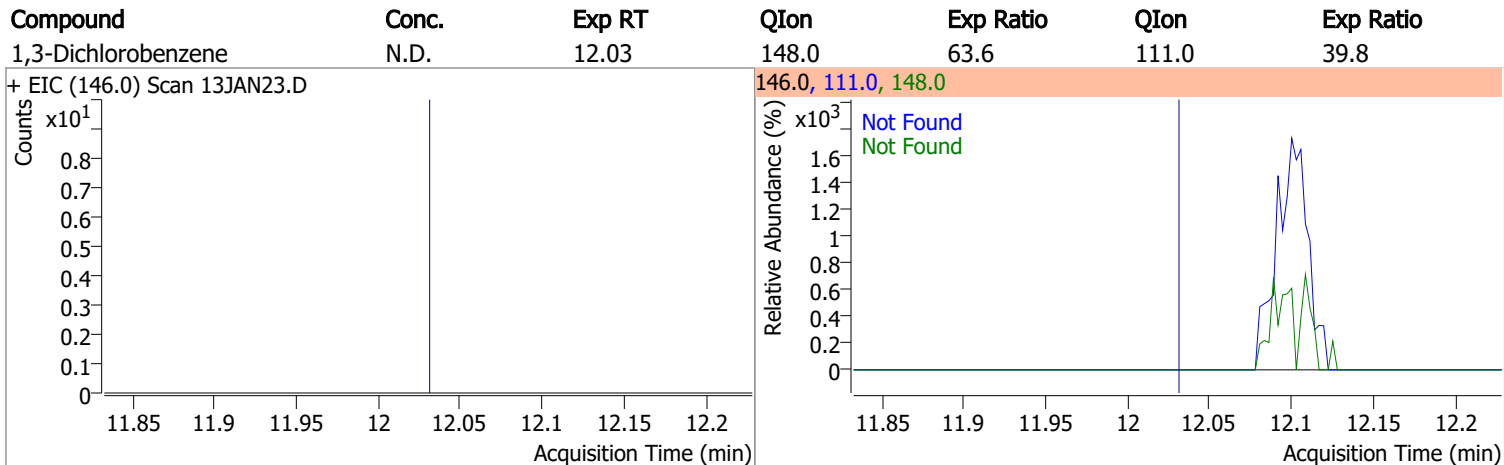 Compound Conc. Exp RT QIon Exp Ratio QIon Exp Ratio
1,3-Dichlorobenzene N.D. 12.03 148.0 63.6 111.0 39.8
+ EIC (146.0) Scan 13JAN23.D
Counts
x10¹
0.8
0.7
0.6
0.5
0.4
0.3
0.2
0.1
0
11.85 11.9 11.95 12 12.05 12.1 12.15 12.2
Acquisition Time (min)
146.0, 111.0, 148.0
Relative Abundance (%)
x10³
Not Found
Not Found
1.6
1.4
1.2
1
0.8
0.6
0.4
0.2
0
11.85 11.9 11.95 12 12.05 12.1 12.15 12.2
Acquisition Time (min)